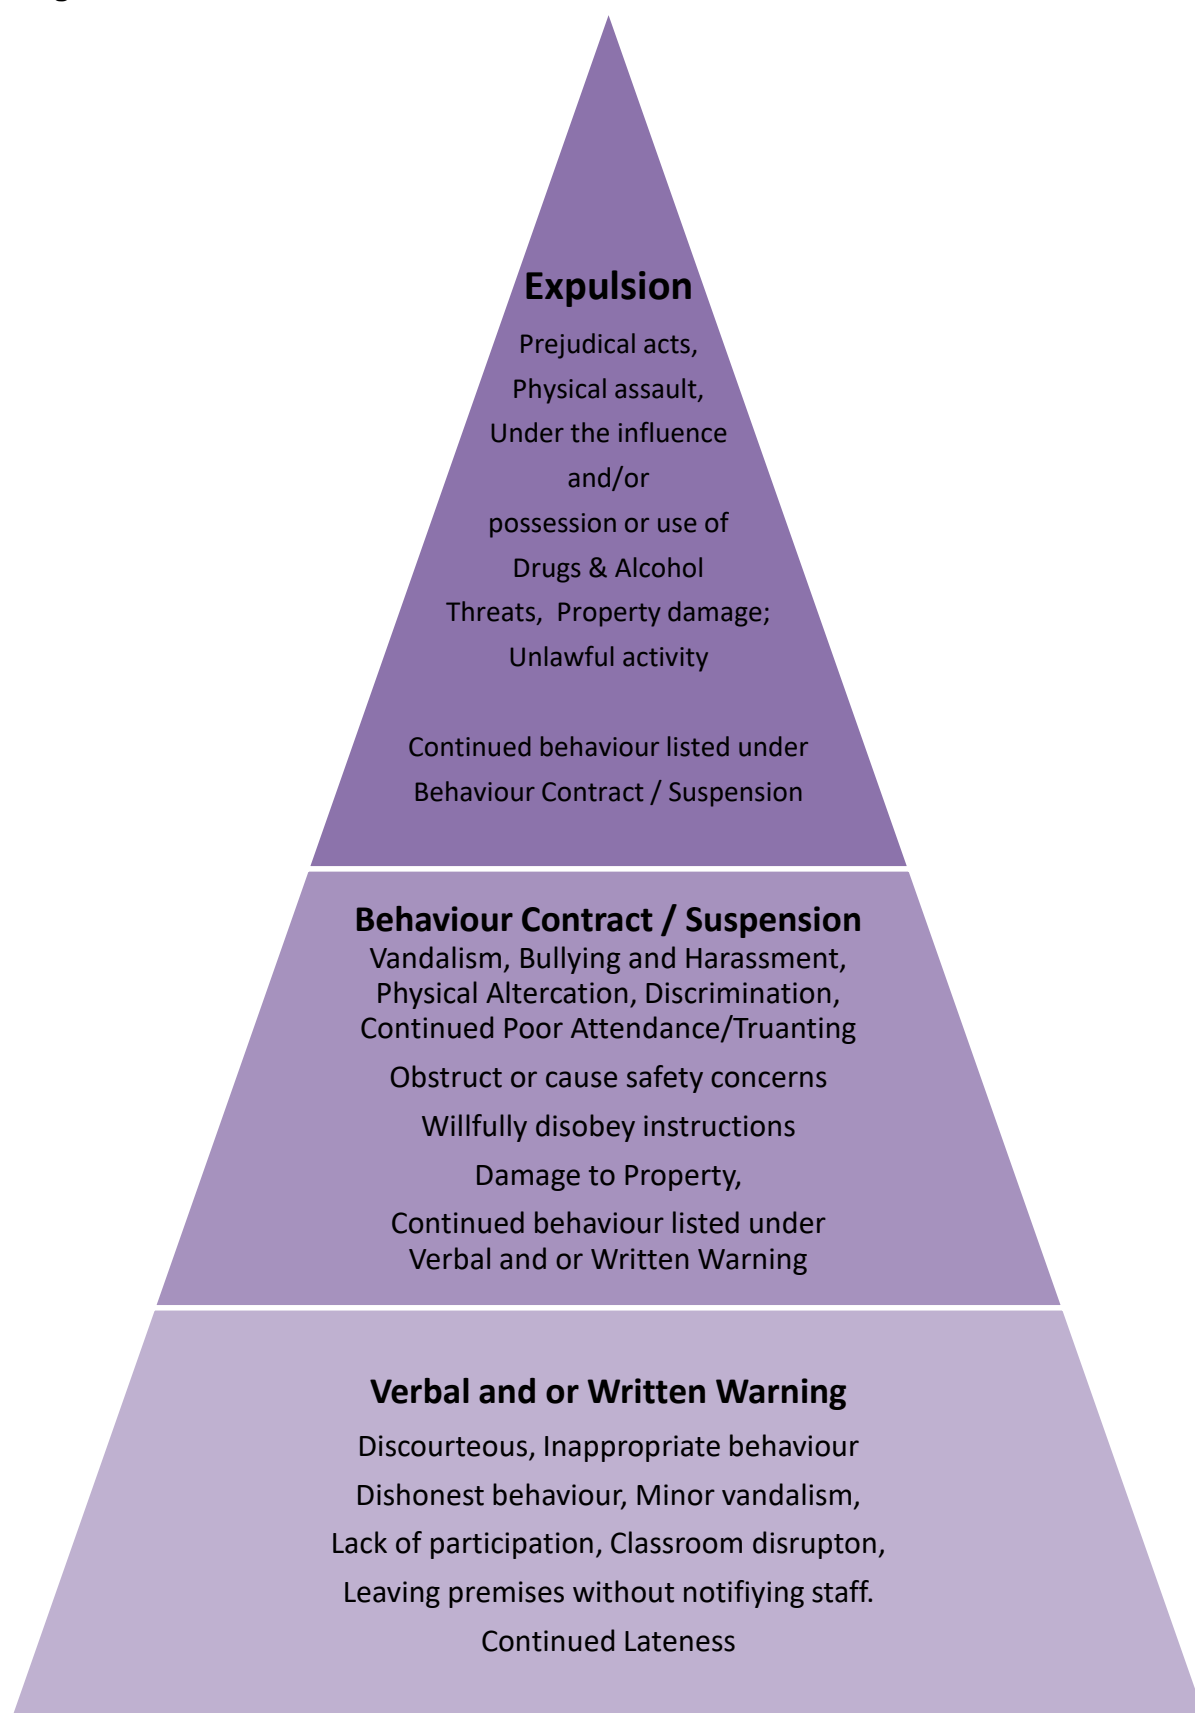 Expulsion
Prejudical acts,
Physical assault,
Under the influence
and/or
possession or use of
Drugs & Alcohol
Threats,  Property damage;
Unlawful activity
Continued behaviour listed under
Behaviour Contract / Suspension
Behaviour Contract / Suspension
Vandalism, Bullying and Harassment,
Physical Altercation, Discrimination,
Continued Poor Attendance/Truanting
Obstruct or cause safety concerns
Willfully disobey instructions
Damage to Property,
Continued behaviour listed under
Verbal and or Written Warning
Verbal and or Written Warning
Discourteous, Inappropriate behaviour
Dishonest behaviour, Minor vandalism,
Lack of participation, Classroom disrupton,
Leaving premises without notifiying staff.
Continued Lateness